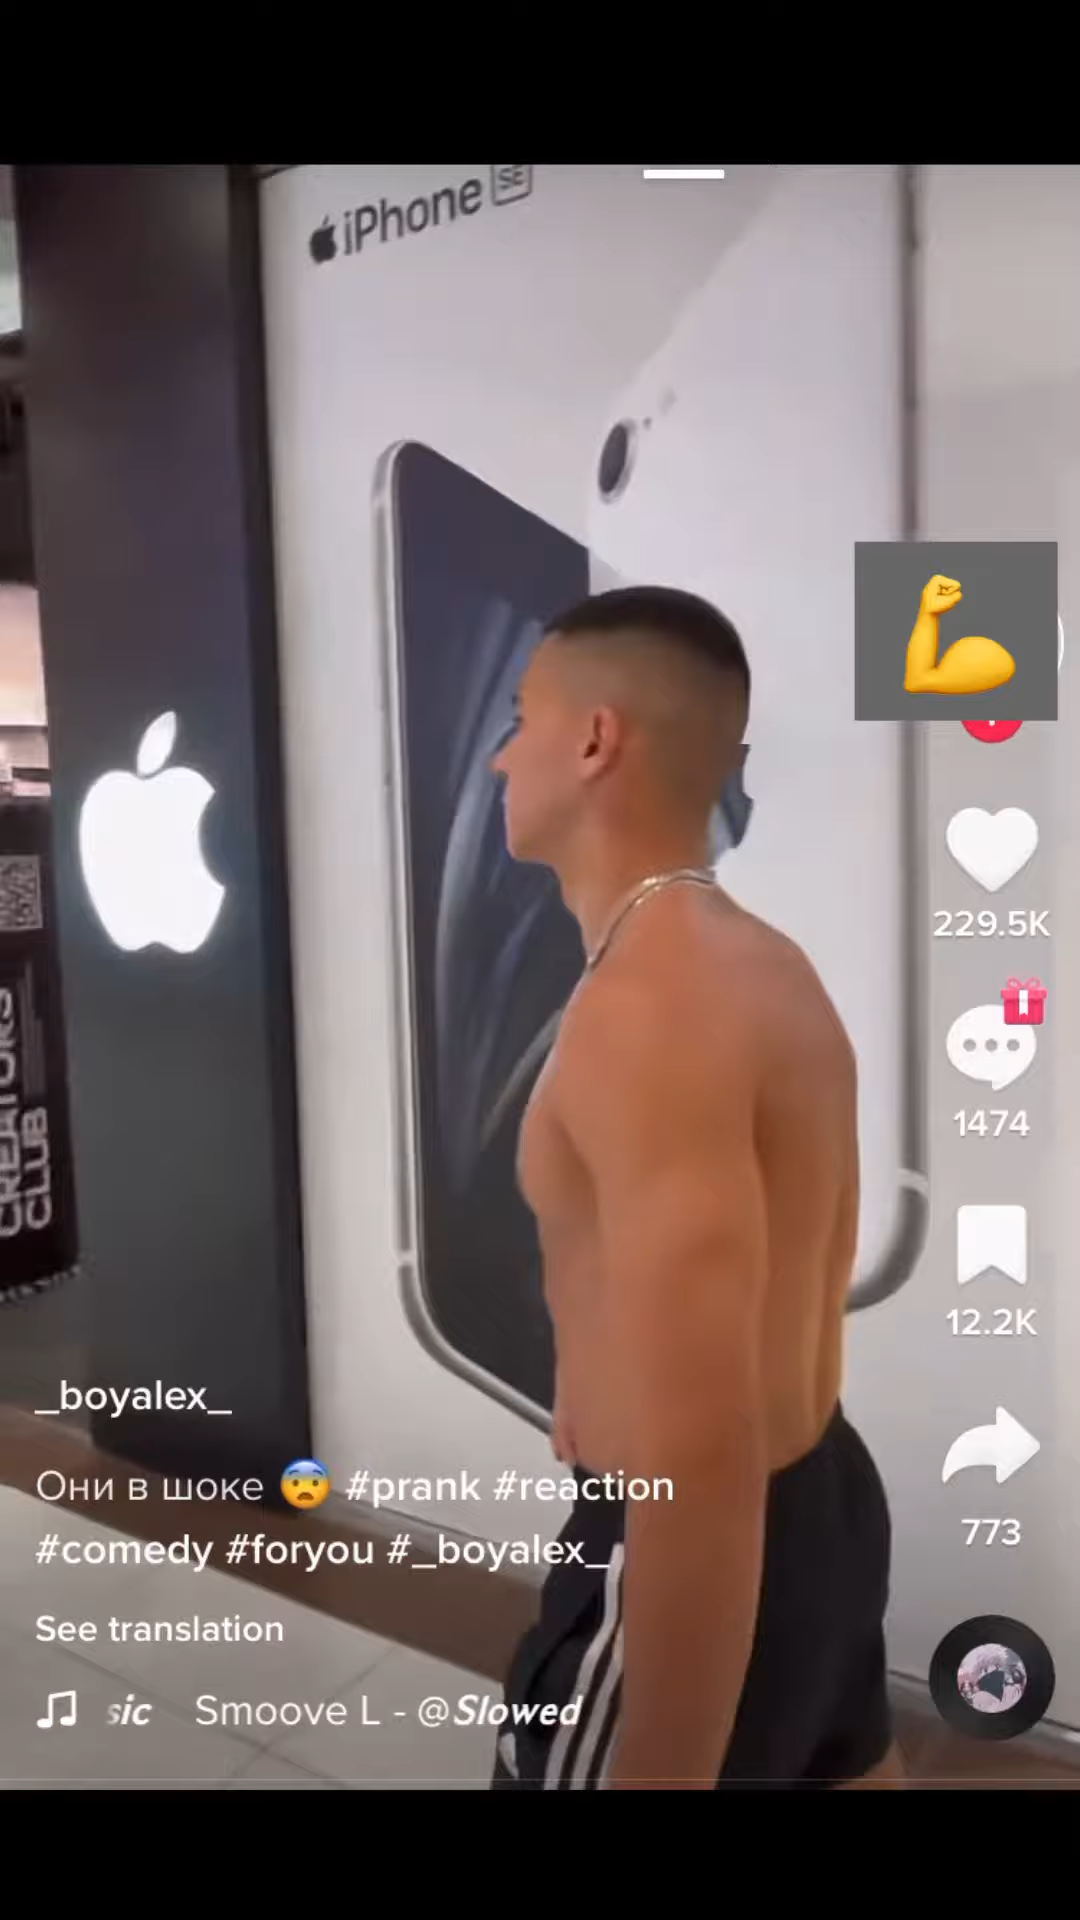 iPhone SE
CREATORS
CLUB
229.5K
1474
12.2K
773
_boyalex_
Они в шоке 😨 #prank #reaction
#comedy #foryou #_boyalex_
See translation
sic Smoove L - @Slowed